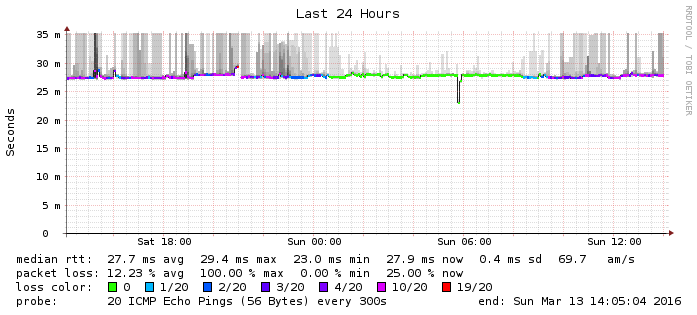 Last 24 Hours
RRDTOOL / TOBI OETIKER
Seconds
35 m
30 m
25 m
20 m
15 m
10 m
5 m
0
Sat 18:00 Sun 00:00 Sun 06:00 Sun 12:00
median rtt: 27.7 ms avg 29.4 ms max 23.0 ms min 27.9 ms now 0.4 ms sd 69.7 am/s
packet loss: 12.23 % avg 100.00 % max 0.00 % min 25.00 % now
loss color: 0 1/20 2/20 3/20 4/20 10/20 19/20
probe: 20 ICMP Echo Pings (56 Bytes) every 300s end: Sun Mar 13 14:05:04 2016